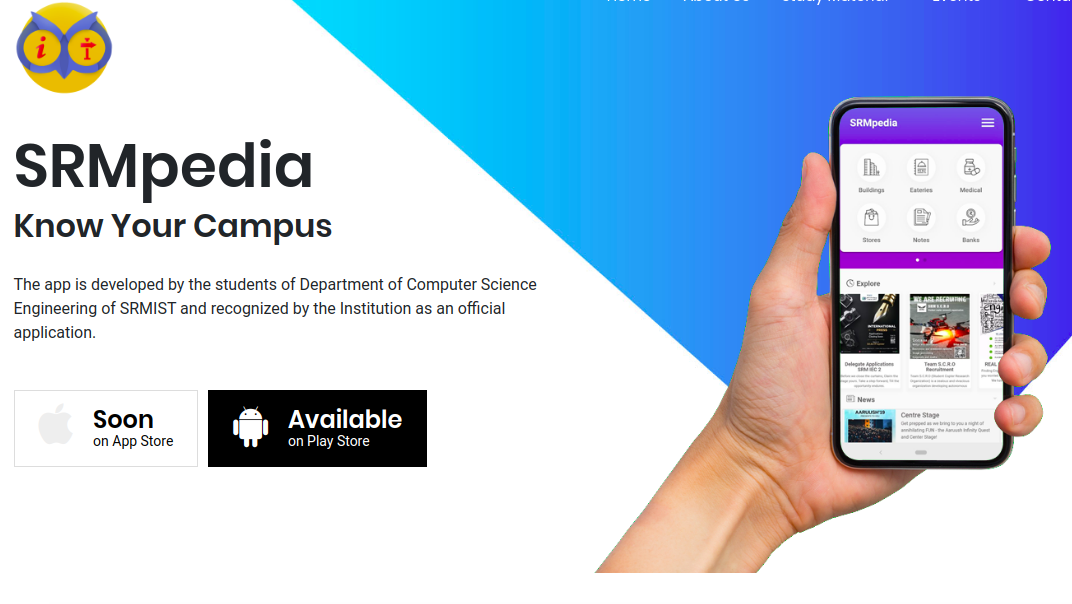 Home About Us Study Material Events
i
SRMpedia
Know Your Campus
The app is developed by the students of Department of Computer Science
Engineering of SRMIST and recognized by the Institution as an official
application.
Soon
on App Store
Available
on Play Store
SRMpedia
Buildings Eateries Medical
Stores Notes Banks
Explore
WE ARE RECRUITING
INTERNATIONAL
PRESS
Delegate Applications
SRM IEC 2
Team S.C.R.O
Recruitment
REAL
News
AARUUSH'18
Centre Stage
Get prepped as we bring to you a night of
annihilating FUN - the Aaruush Infinity Quest
and Center Stage!